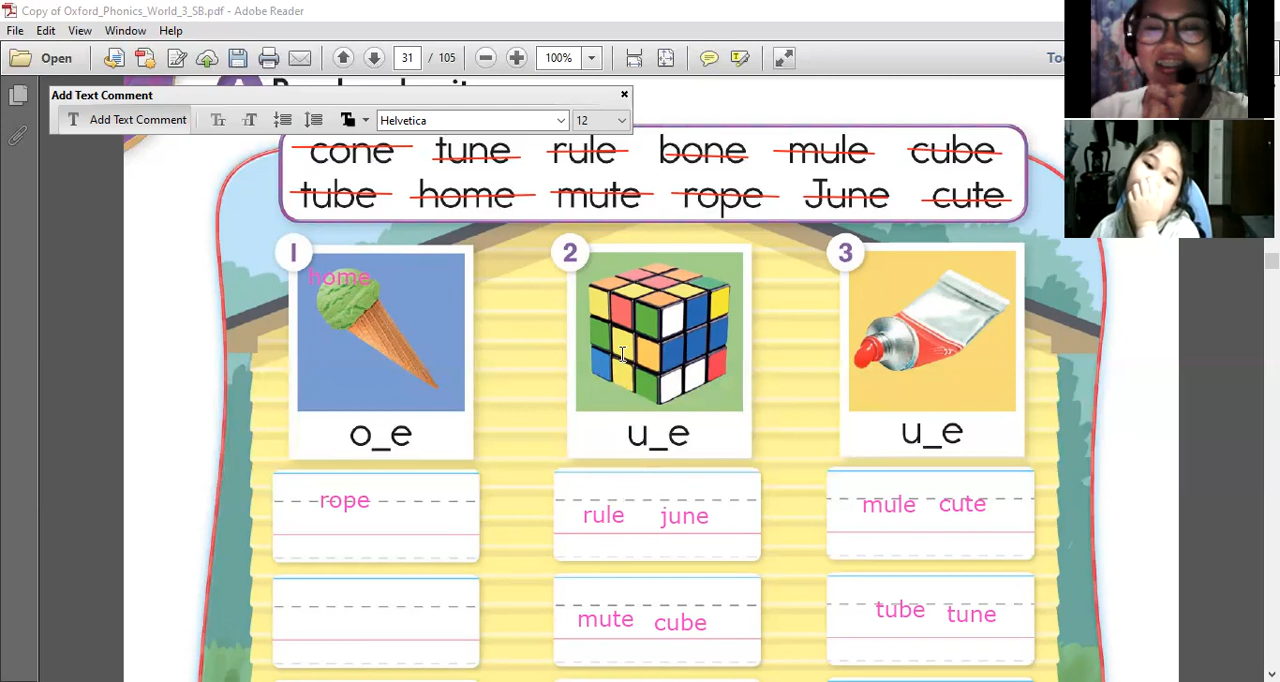 Copy of Oxford_Phonics_World_3_SB.pdf - Adobe Reader
File Edit View Window Help
Open 31 / 105 100%
Add Text Comment
Add Text Comment Helvetica 12
cone tune rule bone mule cube
tube home mute rope June cute
1 2 3
home
o_e u_e u_e
rope rule june mule cute
mute cube tube tune